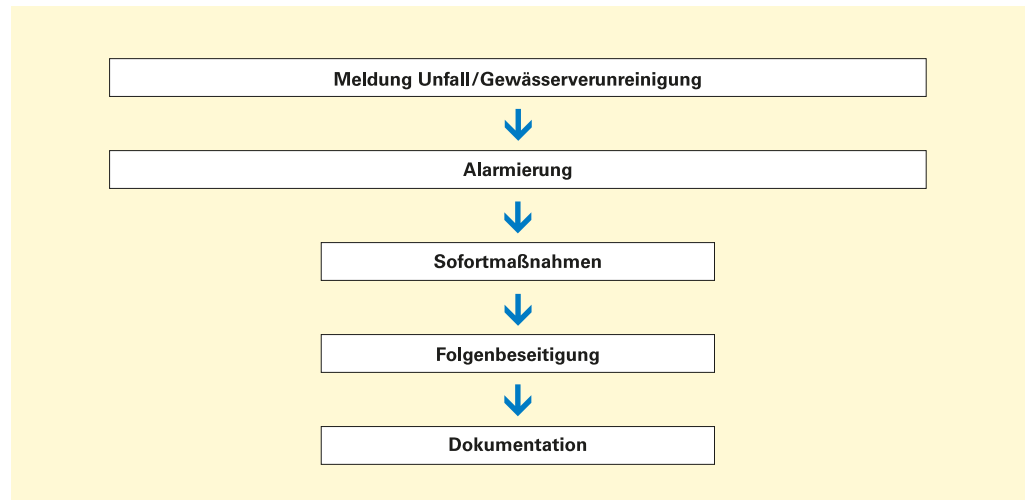 Meldung Unfall/Gewässerverunreinigung
Alarmierung
Sofortmaßnahmen
Folgenbeseitigung
Dokumentation